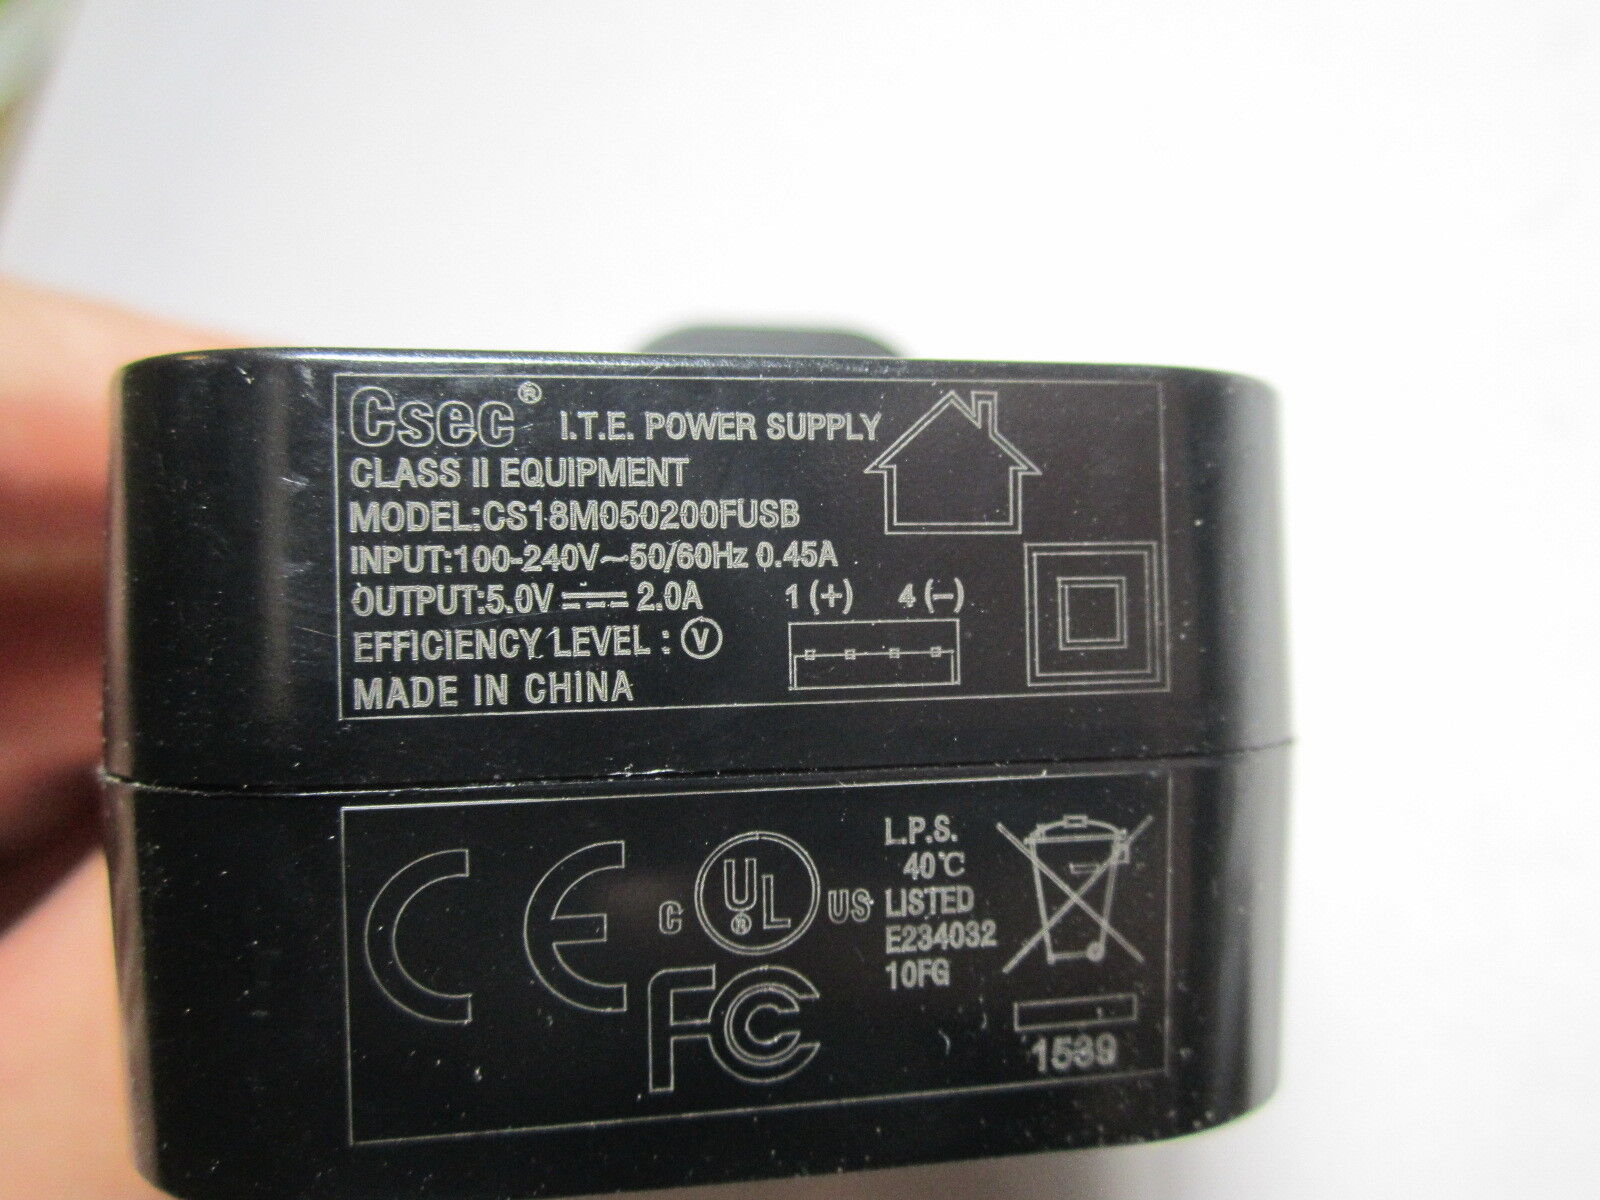 Csec® I.T.E. POWER SUPPLY
CLASS II EQUIPMENT
MODEL:CS18M050200FUSB
INPUT:100-240V~50/60Hz 0.45A
OUTPUT:5.0V ⎓ 2.0A
1 (+) 4 (−)
EFFICIENCY LEVEL : Ⓥ
MADE IN CHINA
CE
C UL® US
FC
L.P.S.
40℃
LISTED
E234032
10FG
1539